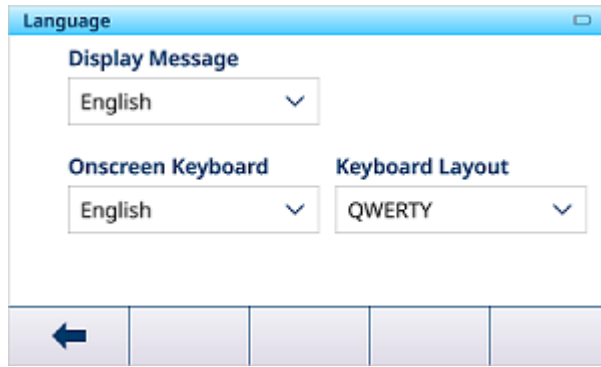 Language
Display Message
English
Onscreen Keyboard Keyboard Layout
English QWERTY